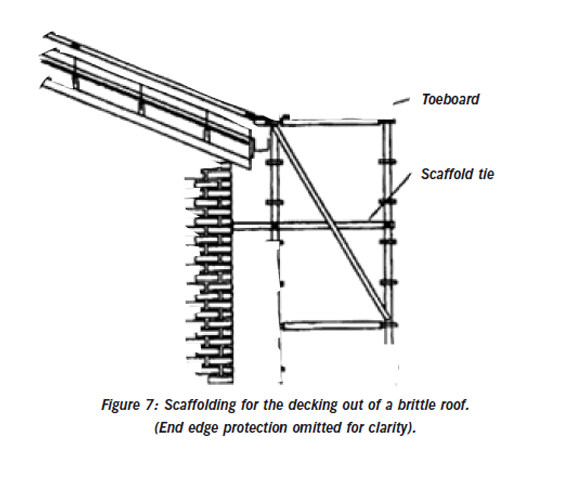 Toeboard
Scaffold tie
Figure 7: Scaffolding for the decking out of a brittle roof.
(End edge protection omitted for clarity).